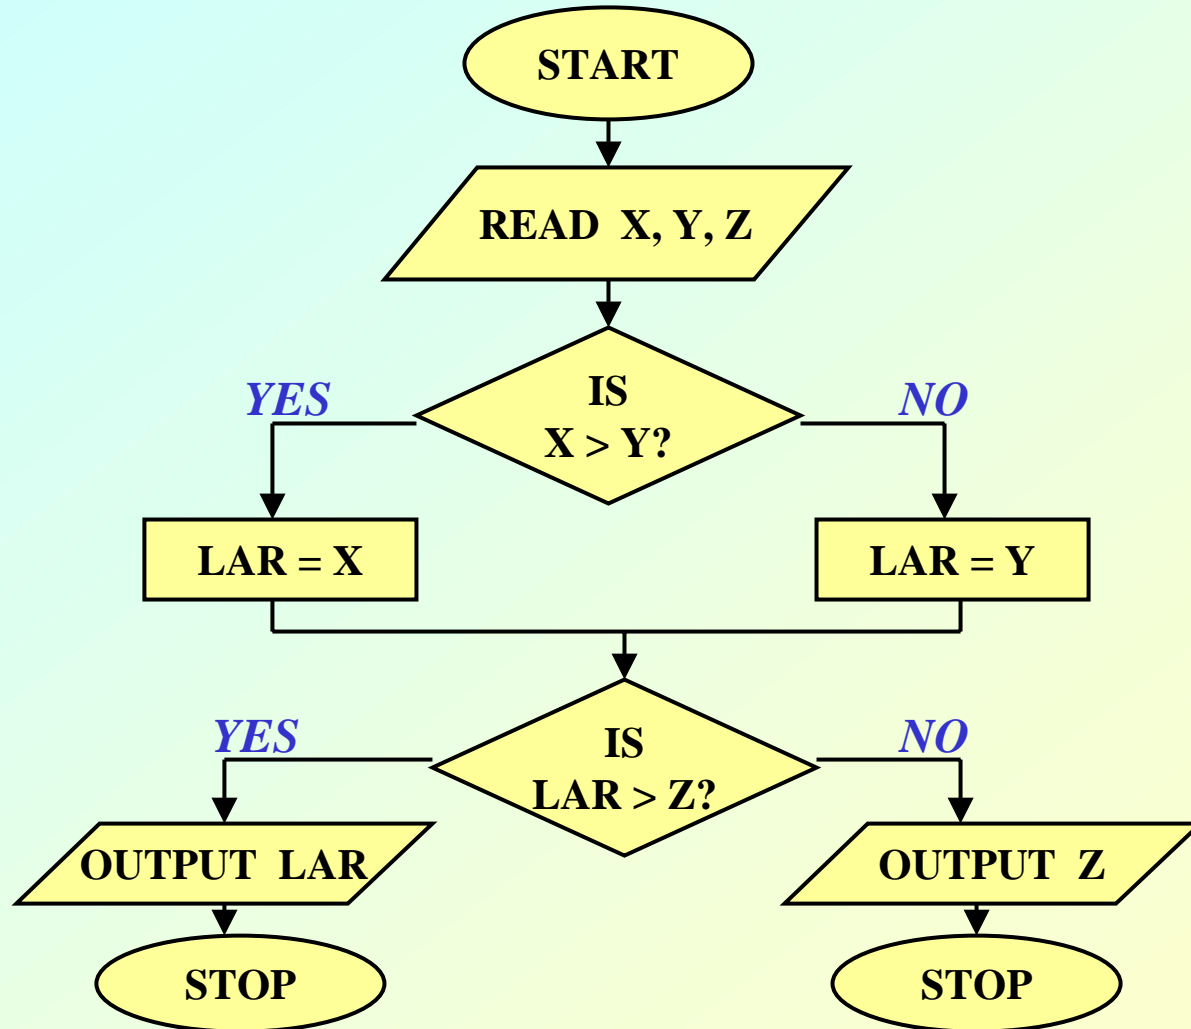 START
READ X, Y, Z
IS
X > Y?
YES
NO
LAR = X
LAR = Y
IS
LAR > Z?
YES
NO
OUTPUT LAR
OUTPUT Z
STOP
STOP